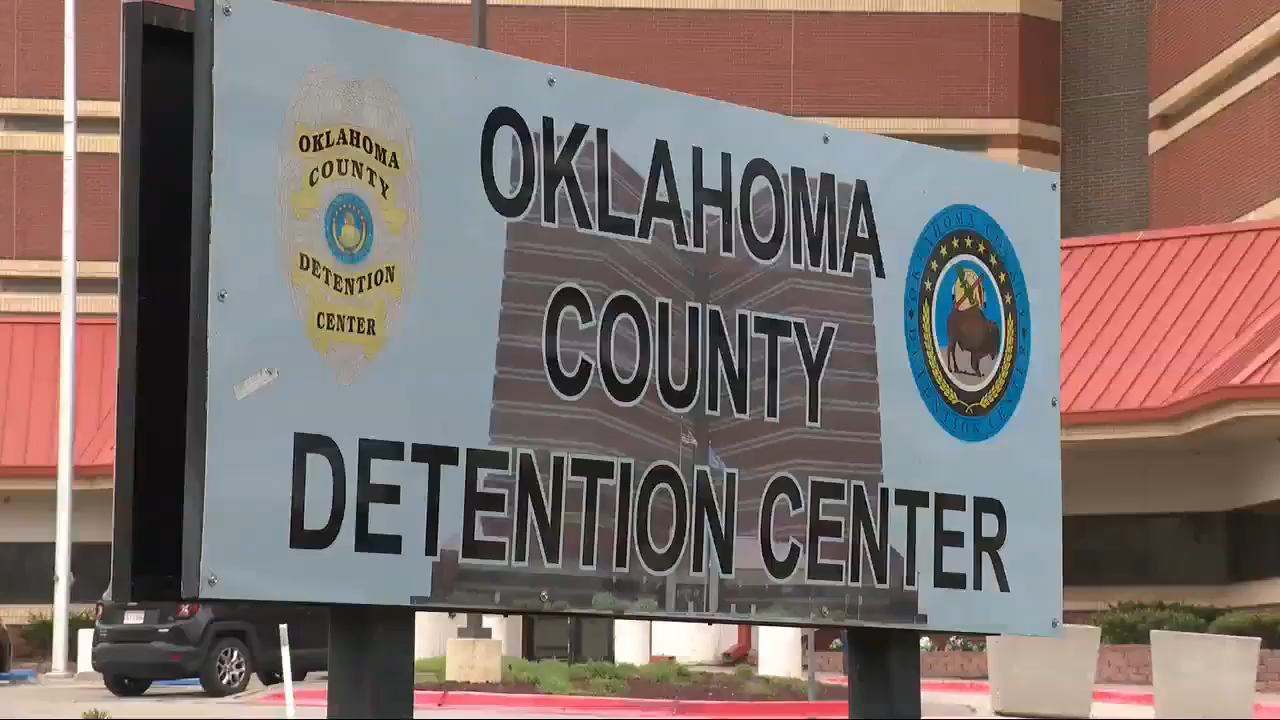 OKLAHOMA
COUNTY
DETENTION
CENTER
OKLAHOMA
COUNTY
DETENTION CENTER